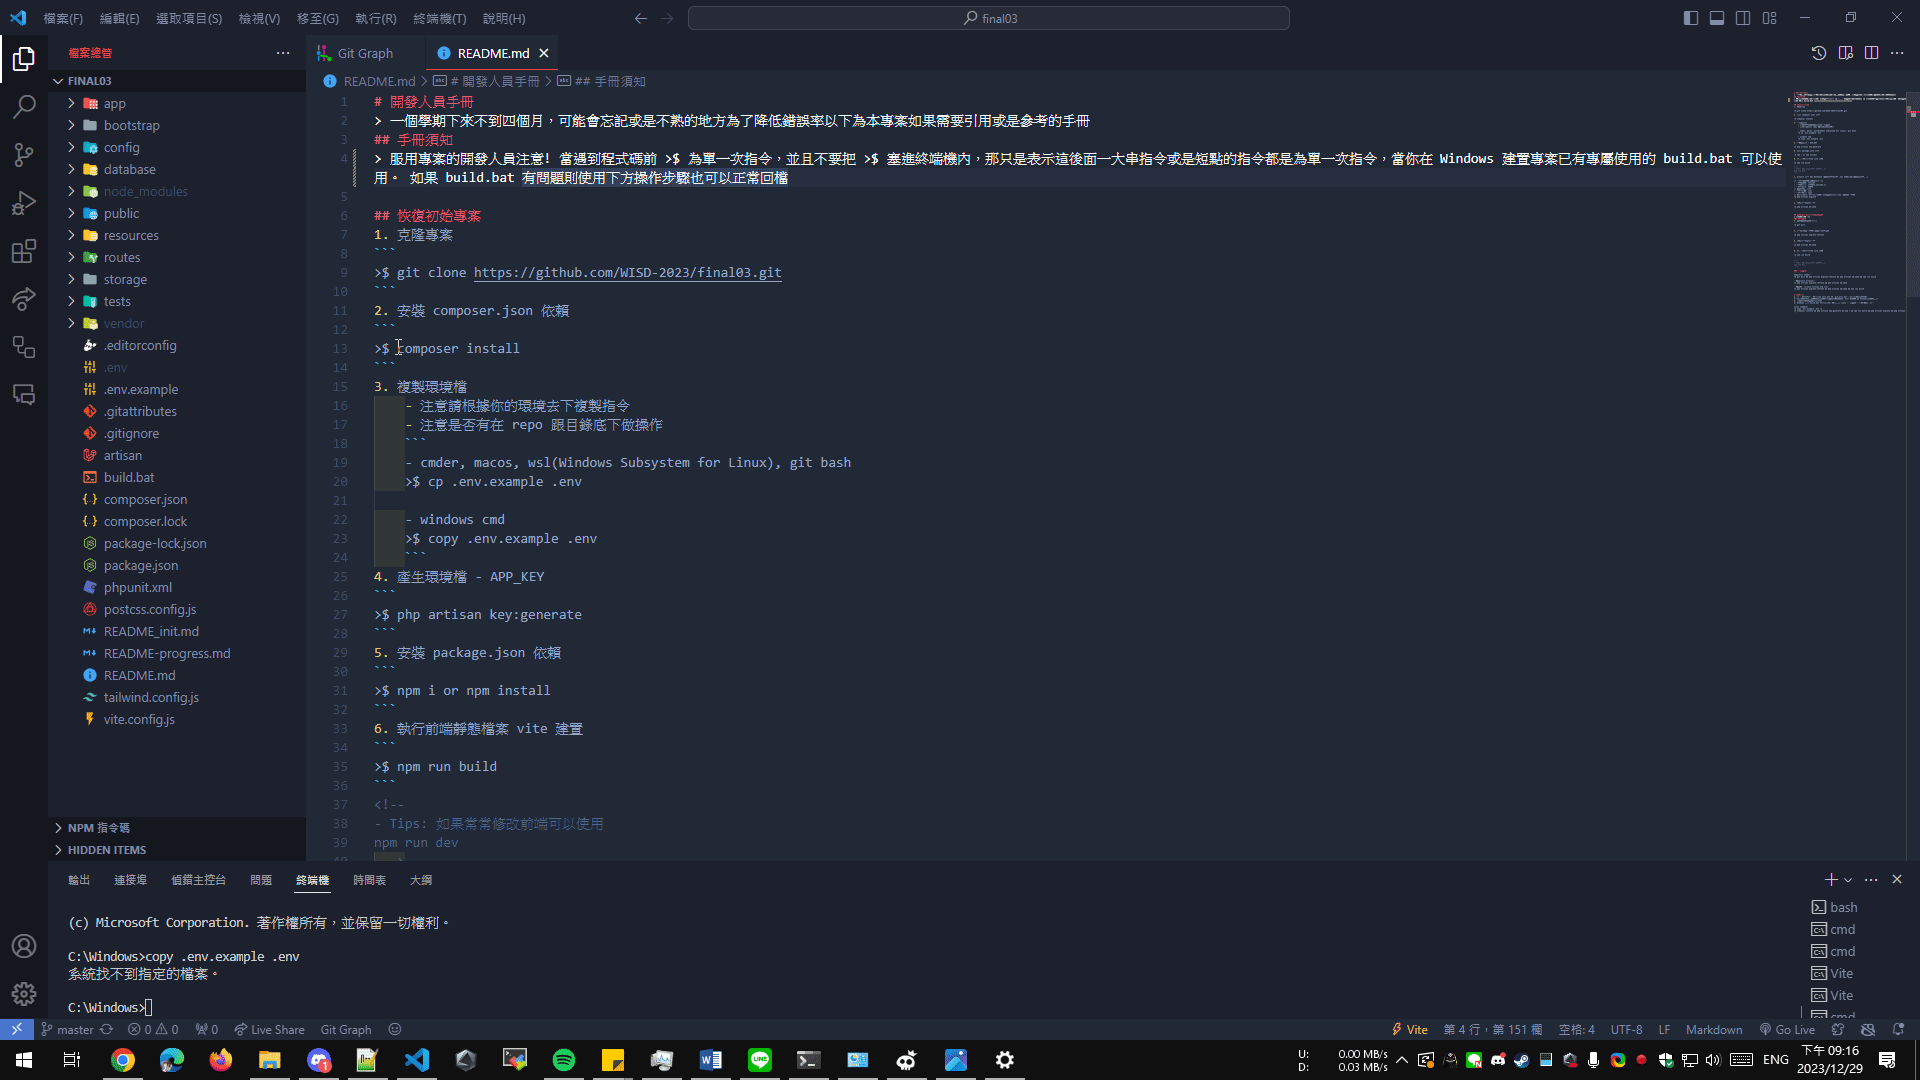 檔案(F) 編輯(E) 選取項目(S) 檢視(V) 移至(G) 執行(R) 終端機(T) 說明(H) final03
檔案總管
Git Graph
README.md
README.md > # 開發人員手冊 > ## 手冊須知
FINAL03
app
bootstrap
config
database
node_modules
public
resources
routes
storage
tests
vendor
.editorconfig
.env
.env.example
.gitattributes
.gitignore
artisan
build.bat
composer.json
composer.lock
package-lock.json
package.json
phpunit.xml
postcss.config.js
README_init.md
README-progress.md
README.md
tailwind.config.js
vite.config.js
NPM 指令碼
HIDDEN ITEMS
1 # 開發人員手冊
2 > 一個學期下來不到四個月，可能會忘記或是不熟的地方為了降低錯誤率以下為本專案如果需要引用或是參考的手冊
3 ## 手冊須知
4 > 服用專案的開發人員注意! 當遇到程式碼前 >$ 為單一次指令，並且不要把 >$ 塞進終端機內，那只是表示這後面一大串指令或是短點的指令都是為單一次指令，當你在 Windows 建置專案已有專屬使用的 build.bat 可以使
用。 如果 build.bat 有問題則使用下方操作步驟也可以正常回檔
5
6 ## 恢復初始專案
7 1. 克隆專案
8 ```
9 >$ git clone https://github.com/WISD-2023/final03.git
10 ```
11 2. 安裝 composer.json 依賴
12 ```
13 >$ composer install
14 ```
15 3. 複製環境檔
16 - 注意請根據你的環境去下複製指令
17 - 注意是否有在 repo 跟目錄底下做操作
18 ```
19 - cmder, macos, wsl(Windows Subsystem for Linux), git bash
20 >$ cp .env.example .env
21
22 - windows cmd
23 >$ copy .env.example .env
24 ```
25 4. 產生環境檔 - APP_KEY
26 ```
27 >$ php artisan key:generate
28 ```
29 5. 安裝 package.json 依賴
30 ```
31 >$ npm i or npm install
32 ```
33 6. 執行前端靜態檔案 vite 建置
34 ```
35 >$ npm run build
36 ```
37 <!--
38 - Tips: 如果常常修改前端可以使用
39 npm run dev
輸出 連接埠 偵錯主控台 問題 終端機 時間表 大綱
(c) Microsoft Corporation. 著作權所有，並保留一切權利。
C:\Windows>copy .env.example .env
系統找不到指定的檔案。
C:\Windows>
bash
cmd
cmd
Vite
Vite
cmd
master 0 0 0 Live Share Git Graph Vite 第 4 行，第 151 欄 空格: 4 UTF-8 LF Markdown Go Live
U: 0.00 MB/s
D: 0.03 MB/s
ENG
下午 09:16
2023/12/29